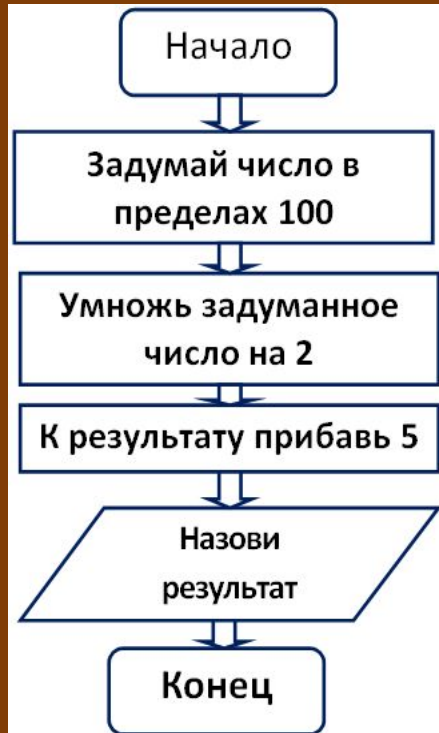 Начало
Задумай число в
пределах 100
Умножь задуманное
число на 2
К результату прибавь 5
Назови
результат
Конец